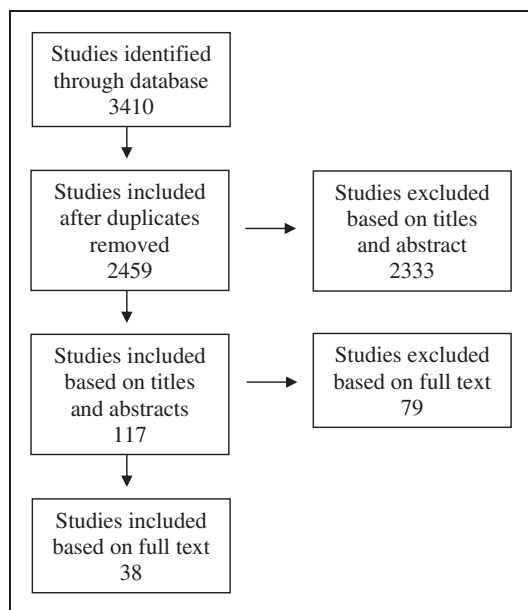 Studies identified
through database
3410
Studies included
after duplicates
removed
2459
Studies excluded
based on titles
and abstract
2333
Studies included
based on titles
and abstracts
117
Studies excluded
based on full text
79
Studies included
based on full text
38